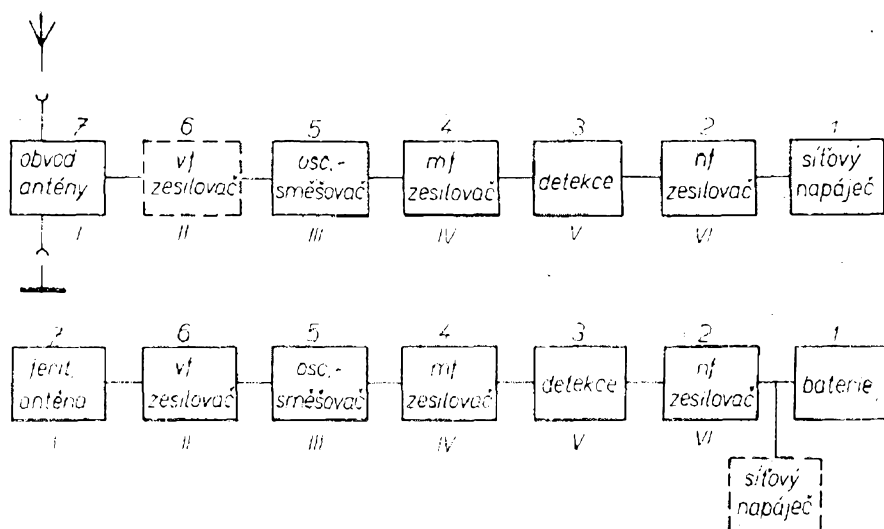 7 6 5 4 3 2 1
obvod antény
vf zesilovač
osc.- směšovač
mf zesilovač
detekce
nf zesilovač
síťový napáječ
I II III IV V VI
7 6 5 4 3 2 1
ferit. anténa
vf zesilovač
osc.- směšovač
mf zesilovač
detekce
nf zesilovač
baterie
I II III IV V VI
síťový napáječ